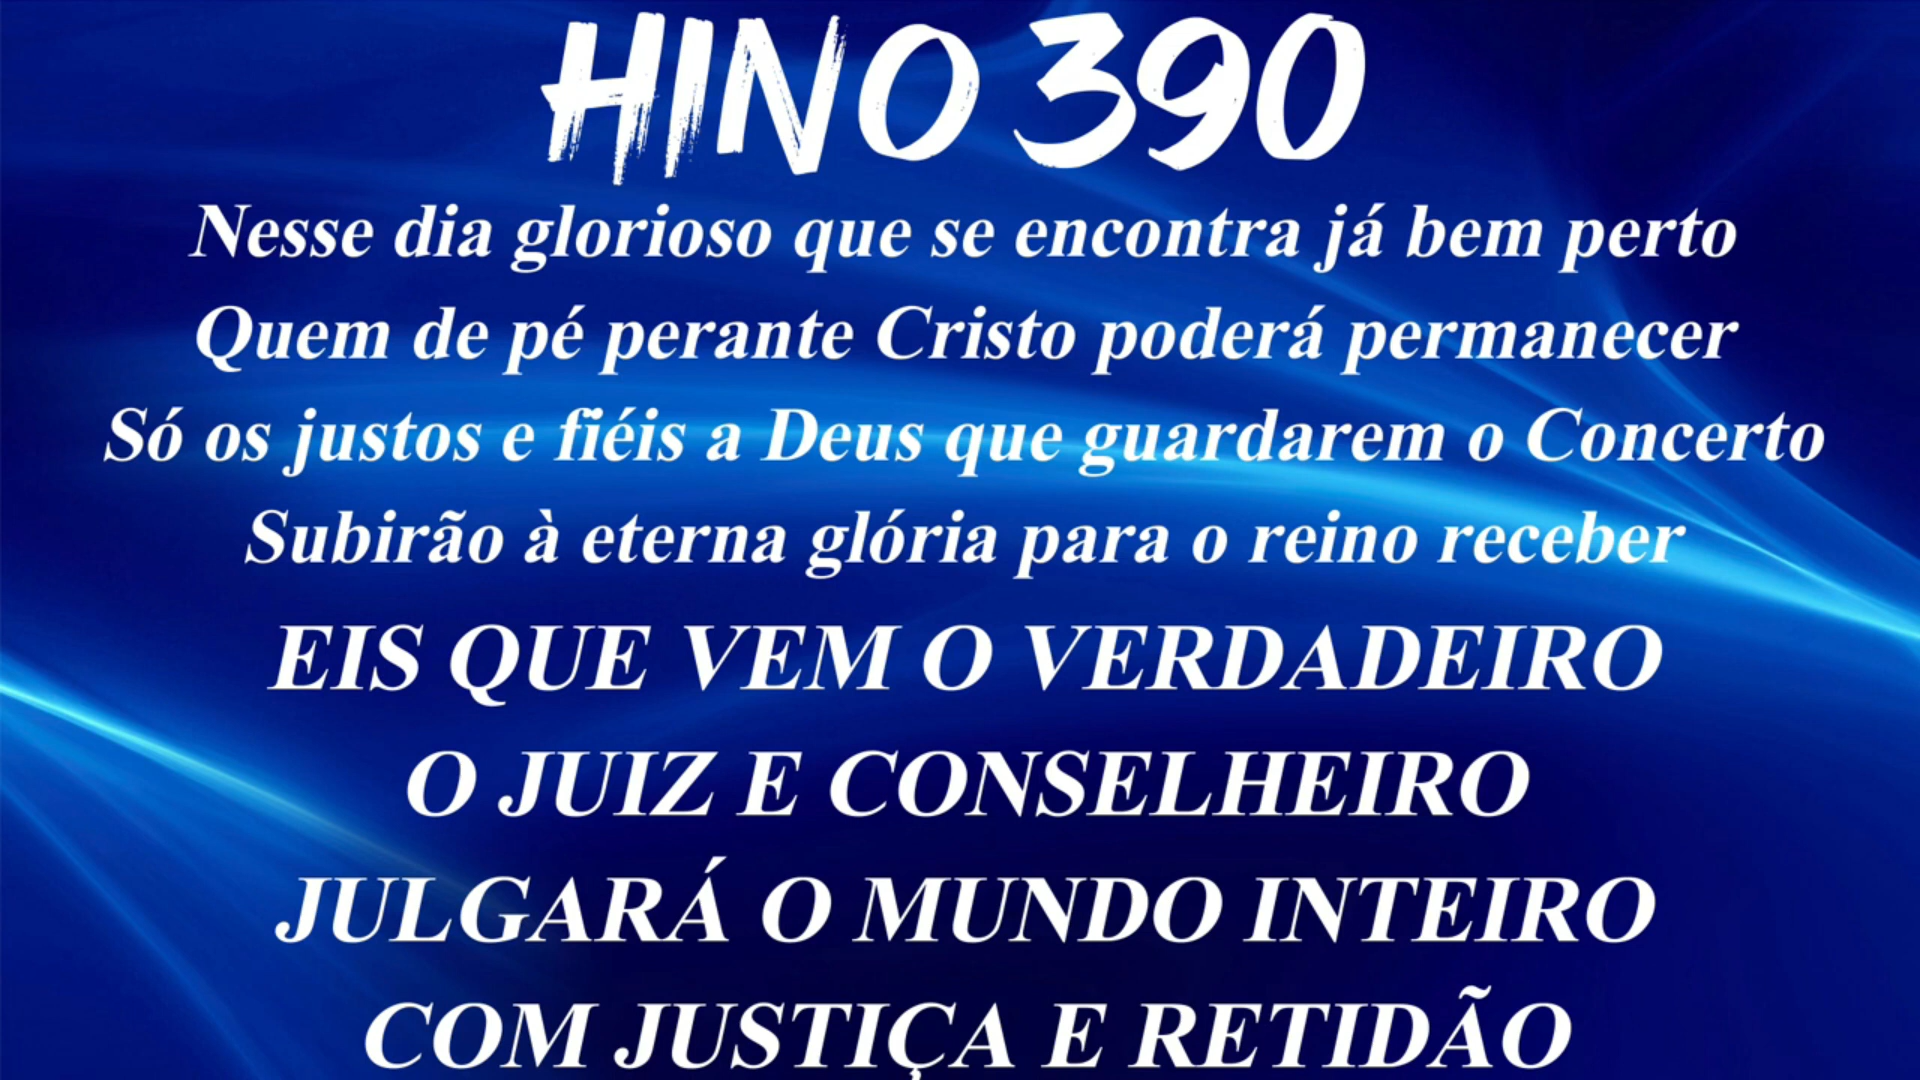 HINO 390
Nesse dia glorioso que se encontra já bem perto
Quem de pé perante Cristo poderá permanecer
Só os justos e fiéis a Deus que guardarem o Concerto
Subirão à eterna glória para o reino receber
EIS QUE VEM O VERDADEIRO
O JUIZ E CONSELHEIRO
JULGARÁ O MUNDO INTEIRO
COM JUSTIÇA E RETIDÃO